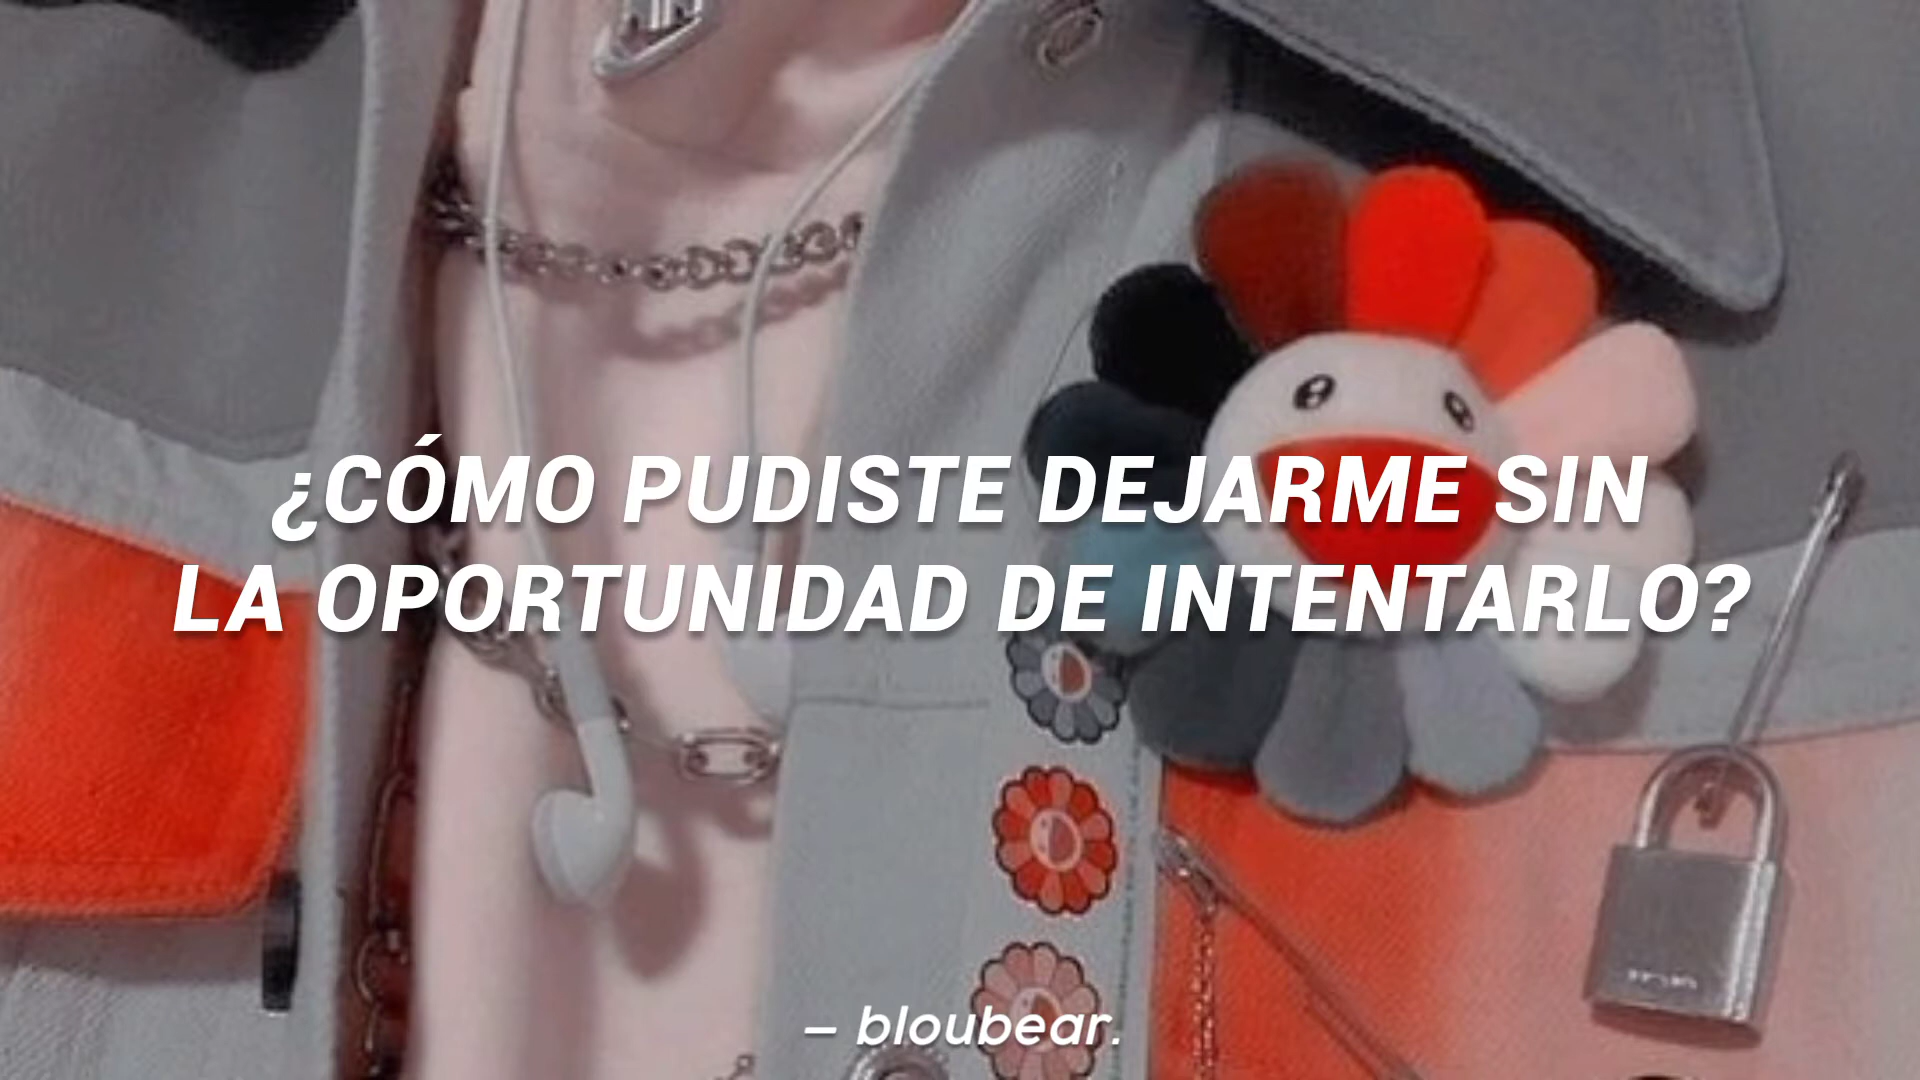 ¿CÓMO PUDISTE DEJARME SIN
LA OPORTUNIDAD DE INTENTARLO?
– bloubear.